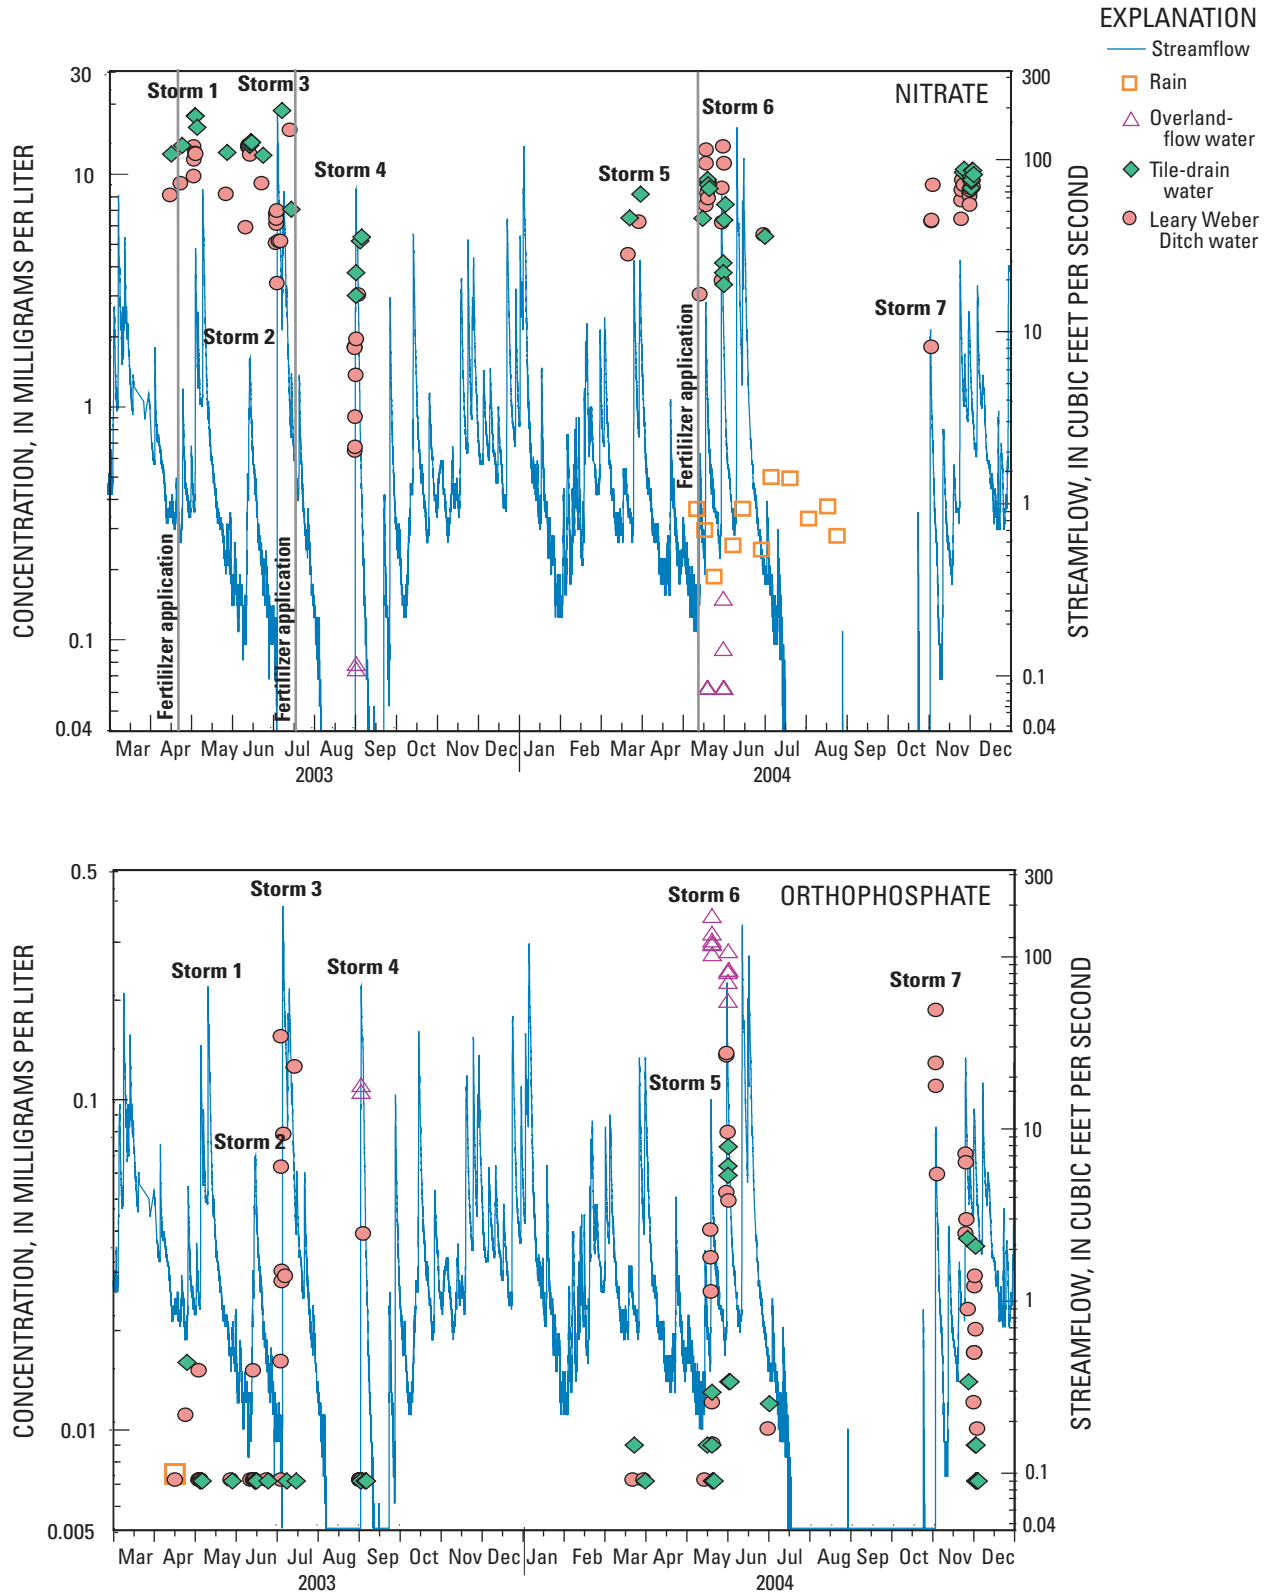 EXPLANATION
Streamflow
Rain
Overland-
flow water
Tile-drain
water
Leary Weber
Ditch water
NITRATE
CONCENTRATION, IN MILLIGRAMS PER LITER
30
10
1
0.1
0.04
STREAMFLOW, IN CUBIC FEET PER SECOND
300
100
10
1
0.1
0.04
Storm 1
Storm 3
Storm 2
Storm 4
Storm 5
Storm 6
Storm 7
Fertililzer application
Fertililzer application
Fertililzer application
Mar Apr May Jun Jul Aug Sep Oct Nov Dec Jan Feb Mar Apr May Jun Jul Aug Sep Oct Nov Dec
2003 2004
ORTHOPHOSPHATE
CONCENTRATION, IN MILLIGRAMS PER LITER
0.5
0.1
0.01
0.005
STREAMFLOW, IN CUBIC FEET PER SECOND
300
100
10
1
0.1
0.04
Storm 3
Storm 1
Storm 4
Storm 2
Storm 6
Storm 5
Storm 7
Mar Apr May Jun Jul Aug Sep Oct Nov Dec Jan Feb Mar Apr May Jun Jul Aug Sep Oct Nov Dec
2003 2004